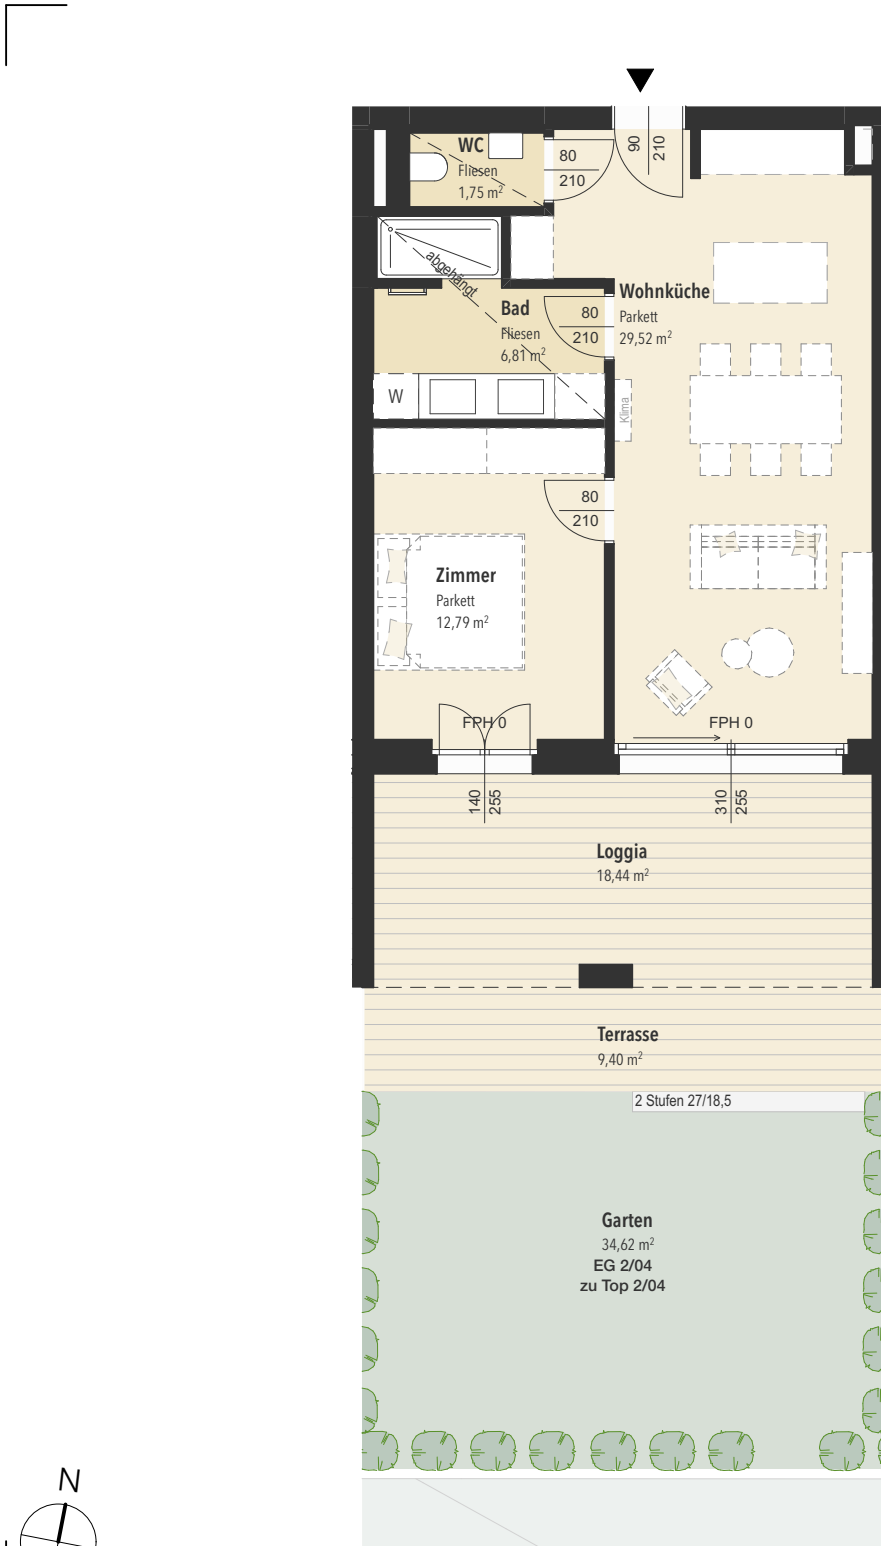 WC
Fliesen
1,75 m²
80
210
90
210
abgehängt
Bad
Fliesen
6,81 m²
80
210
Wohnküche
Parkett
29,52 m²
W
Klima
80
210
Zimmer
Parkett
12,79 m²
FPH 0
FPH 0
140
255
310
255
Loggia
18,44 m²
Terrasse
9,40 m²
2 Stufen 27/18,5
Garten
34,62 m²
EG 2/04
zu Top 2/04
N